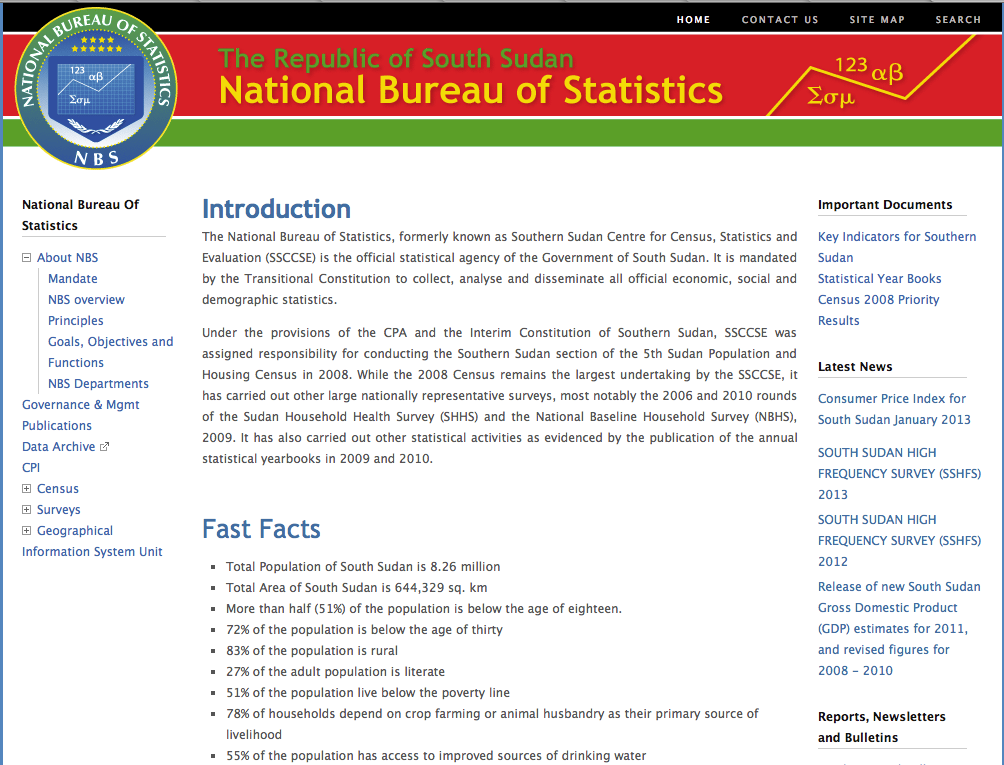 HOME CONTACT US SITE MAP SEARCH
NATIONAL BUREAU OF STATISTICS
123
αβ
Σσμ
NBS
The Republic of South Sudan
National Bureau of Statistics
123 αβ
Σσμ
National Bureau Of
Statistics
About NBS
Mandate
NBS overview
Principles
Goals, Objectives and
Functions
NBS Departments
Governance & Mgmt
Publications
Data Archive
CPI
Census
Surveys
Geographical
Information System Unit
Introduction
The National Bureau of Statistics, formerly known as Southern Sudan Centre for Census, Statistics and
Evaluation (SSCCSE) is the official statistical agency of the Government of South Sudan. It is mandated
by the Transitional Constitution to collect, analyse and disseminate all official economic, social and
demographic statistics.
Under the provisions of the CPA and the Interim Constitution of Southern Sudan, SSCCSE was
assigned responsibility for conducting the Southern Sudan section of the 5th Sudan Population and
Housing Census in 2008. While the 2008 Census remains the largest undertaking by the SSCCSE, it
has carried out other large nationally representative surveys, most notably the 2006 and 2010 rounds
of the Sudan Household Health Survey (SHHS) and the National Baseline Household Survey (NBHS),
2009. It has also carried out other statistical activities as evidenced by the publication of the annual
statistical yearbooks in 2009 and 2010.
Fast Facts
Total Population of South Sudan is 8.26 million
Total Area of South Sudan is 644,329 sq. km
More than half (51%) of the population is below the age of eighteen.
72% of the population is below the age of thirty
83% of the population is rural
27% of the adult population is literate
51% of the population live below the poverty line
78% of households depend on crop farming or animal husbandry as their primary source of
livelihood
55% of the population has access to improved sources of drinking water
Important Documents
Key Indicators for Southern
Sudan
Statistical Year Books
Census 2008 Priority
Results
Latest News
Consumer Price Index for
South Sudan January 2013
SOUTH SUDAN HIGH
FREQUENCY SURVEY (SSHFS)
2013
SOUTH SUDAN HIGH
FREQUENCY SURVEY (SSHFS)
2012
Release of new South Sudan
Gross Domestic Product
(GDP) estimates for 2011,
and revised figures for
2008 – 2010
Reports, Newsletters
and Bulletins